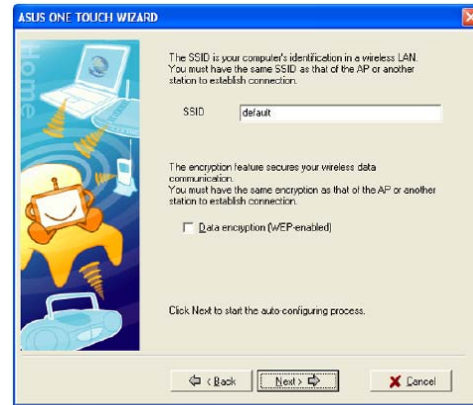 ASUS ONE TOUCH WIZARD
Home
The SSID is your computer's identification in a wireless LAN.
You must have the same SSID as that of the AP or another
station to establish connection.
SSID
default
The encryption feature secures your wireless data
communication.
You must have the same encryption as that of the AP or another
station to establish connection.
Data encryption (WEP-enabled)
Click Next to start the auto-configuring process.
< Back
Next >
Cancel